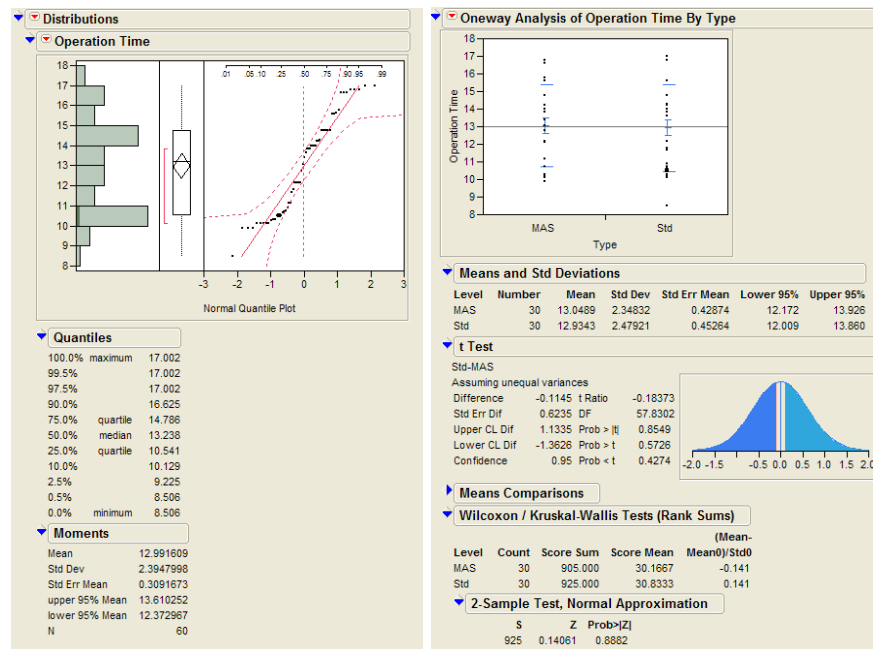 Distributions
Operation Time
.01 .05 .10 .25 .50 .75 .90 .95 .99
18
17
16
15
14
13
12
11
10
9
8
-3 -2 -1 0 1 2 3
Normal Quantile Plot
Quantiles
100.0% maximum 17.002
99.5% 17.002
97.5% 17.002
90.0% 16.625
75.0% quartile 14.786
50.0% median 13.238
25.0% quartile 10.541
10.0% 10.129
2.5% 9.225
0.5% 8.506
0.0% minimum 8.506
Moments
Mean 12.991609
Std Dev 2.3947998
Std Err Mean 0.3091673
upper 95% Mean 13.610252
lower 95% Mean 12.372967
N 60
Oneway Analysis of Operation Time By Type
Operation Time
18
17
16
15
14
13
12
11
10
9
8
MAS Std
Type
Means and Std Deviations
Level Number Mean Std Dev Std Err Mean Lower 95% Upper 95%
MAS 30 13.0489 2.34832 0.42874 12.172 13.926
Std 30 12.9343 2.47921 0.45264 12.009 13.860
t Test
Std-MAS
Assuming unequal variances
Difference -0.1145 t Ratio -0.18373
Std Err Dif 0.6235 DF 57.8302
Upper CL Dif 1.1335 Prob > |t| 0.8549
Lower CL Dif -1.3626 Prob > t 0.5726
Confidence 0.95 Prob < t 0.4274
-2.0 -1.5 -0.5 0.0 0.5 1.0 1.5 2.0
Means Comparisons
Wilcoxon / Kruskal-Wallis Tests (Rank Sums)
(Mean-
Level Count Score Sum Score Mean Mean0)/Std0
MAS 30 905.000 30.1667 -0.141
Std 30 925.000 30.8333 0.141
2-Sample Test, Normal Approximation
S Z Prob>|Z|
925 0.14061 0.8882